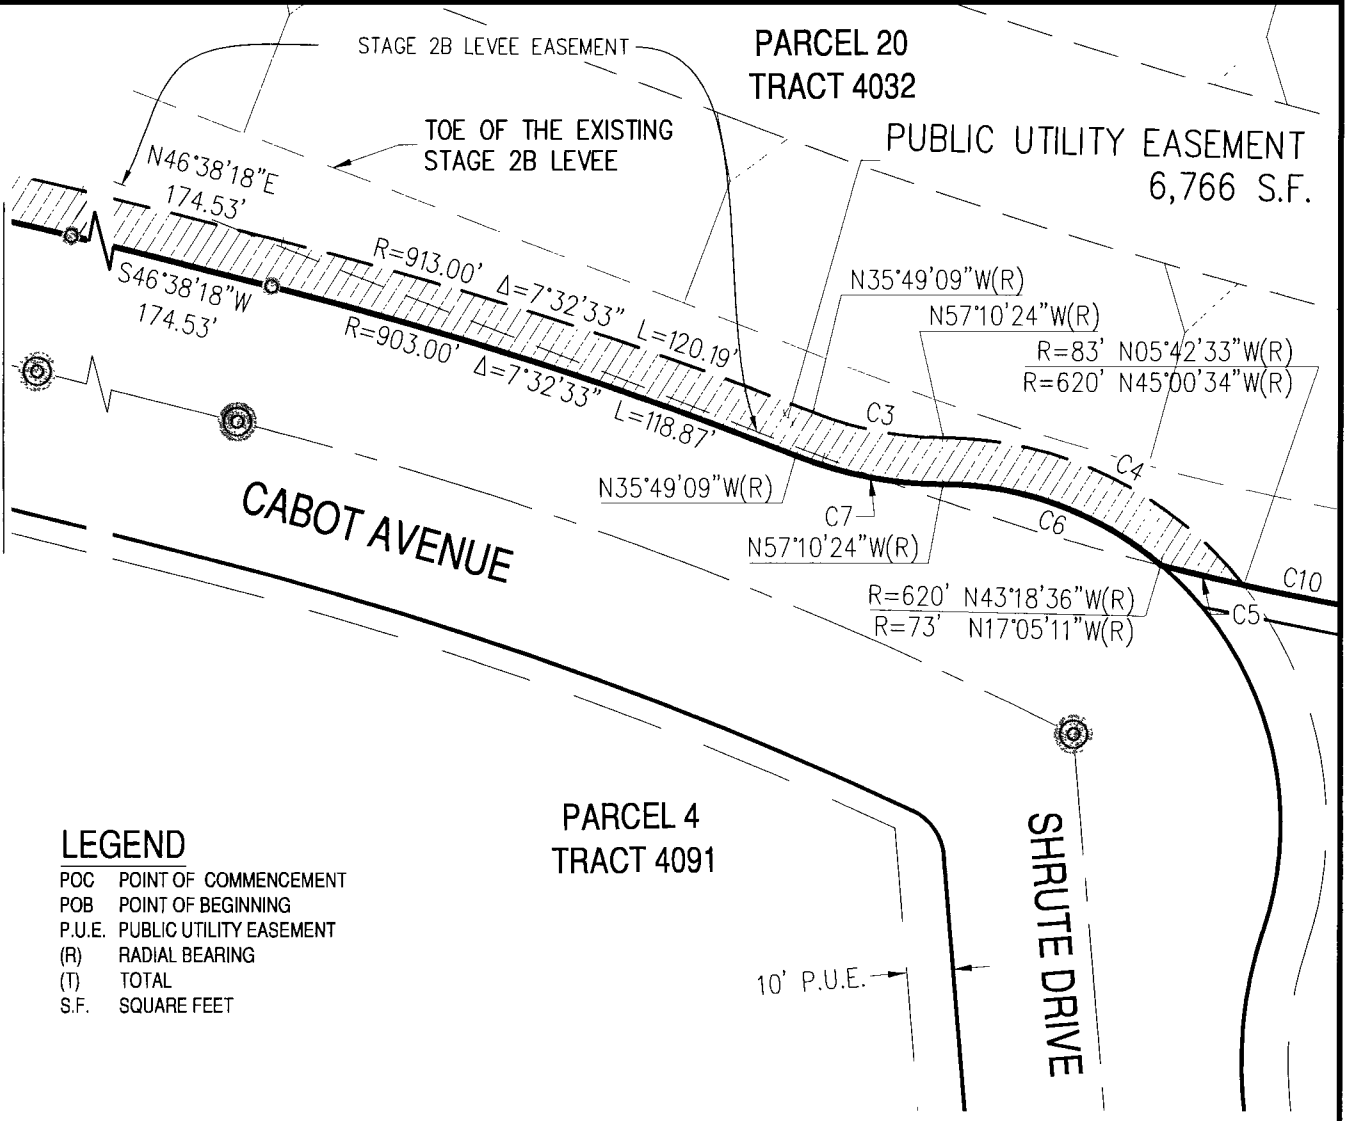 STAGE 2B LEVEE EASEMENT
PARCEL 20
TRACT 4032
TOE OF THE EXISTING
STAGE 2B LEVEE
PUBLIC UTILITY EASEMENT
6,766 S.F.
N46°38'18"E
174.53'
R=913.00' Δ=7°32'33" L=120.19'
S46°38'18"W
174.53'
R=903.00' Δ=7°32'33" L=118.87'
N35°49'09"W(R)
N57°10'24"W(R)
R=83' N05°42'33"W(R)
R=620' N45°00'34"W(R)
C3
C4
N35°49'09"W(R)
C7
C6
N57°10'24"W(R)
C10
R=620' N43°18'36"W(R)
R=73' N17°05'11"W(R)
C5
CABOT AVENUE
PARCEL 4
TRACT 4091
SHRUTE DRIVE
10' P.U.E.
LEGEND
POC POINT OF COMMENCEMENT
POB POINT OF BEGINNING
P.U.E. PUBLIC UTILITY EASEMENT
(R) RADIAL BEARING
(T) TOTAL
S.F. SQUARE FEET